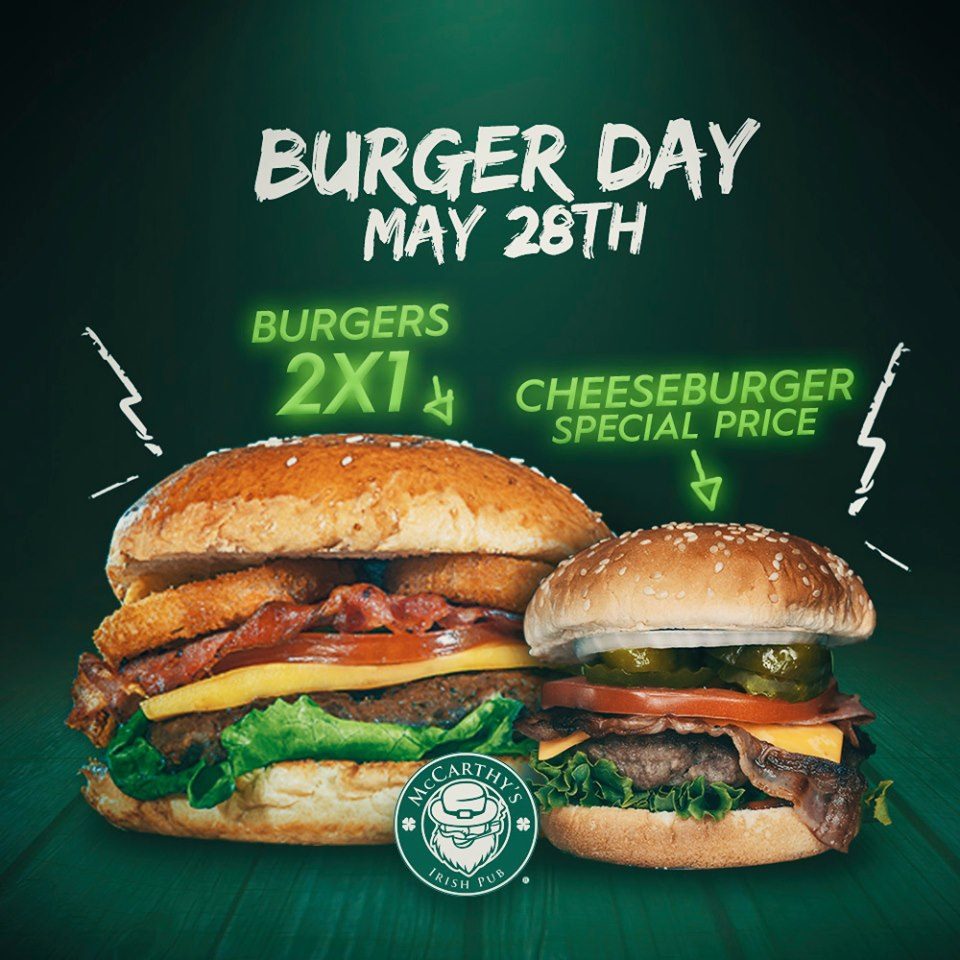 BURGER DAY
MAY 28TH
BURGERS
2X1
CHEESEBURGER
SPECIAL PRICE
McCARTHY'S
IRISH PUB